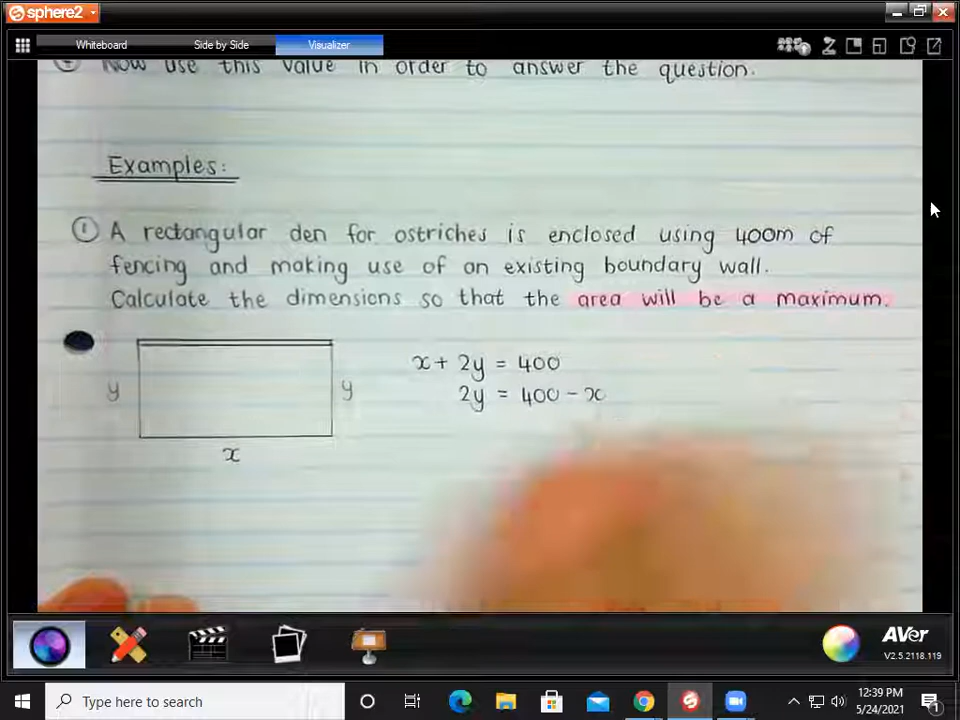 sphere2
Whiteboard
Side by Side
Visualizer
Now use this value in order to answer the question.
Examples:
① A rectangular den for ostriches is enclosed using 400m of
fencing and making use of an existing boundary wall.
Calculate the dimensions so that the area will be a maximum.
x + 2y = 400
y
y
2y = 400 - x
x
AVer
V2.5.2118.119
Type here to search
12:39 PM
5/24/2021
1